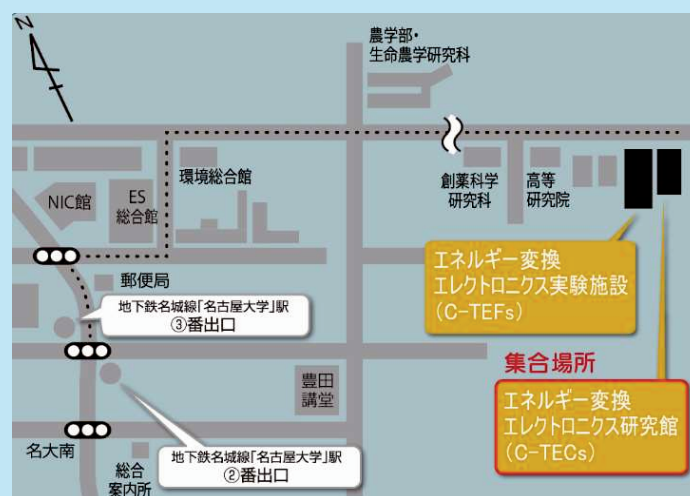 N
農学部・
生命農学研究科
環境総合館
創薬科学
研究科
高等
研究院
NIC館
ES
総合館
エネルギー変換
エレクトロニクス実験施設
(C-TEFs)
郵便局
地下鉄名城線「名古屋大学」駅
③番出口
集合場所
豊田
講堂
エネルギー変換
エレクトロニクス研究館
(C-TECs)
名大南
地下鉄名城線「名古屋大学」駅
②番出口
総合
案内所